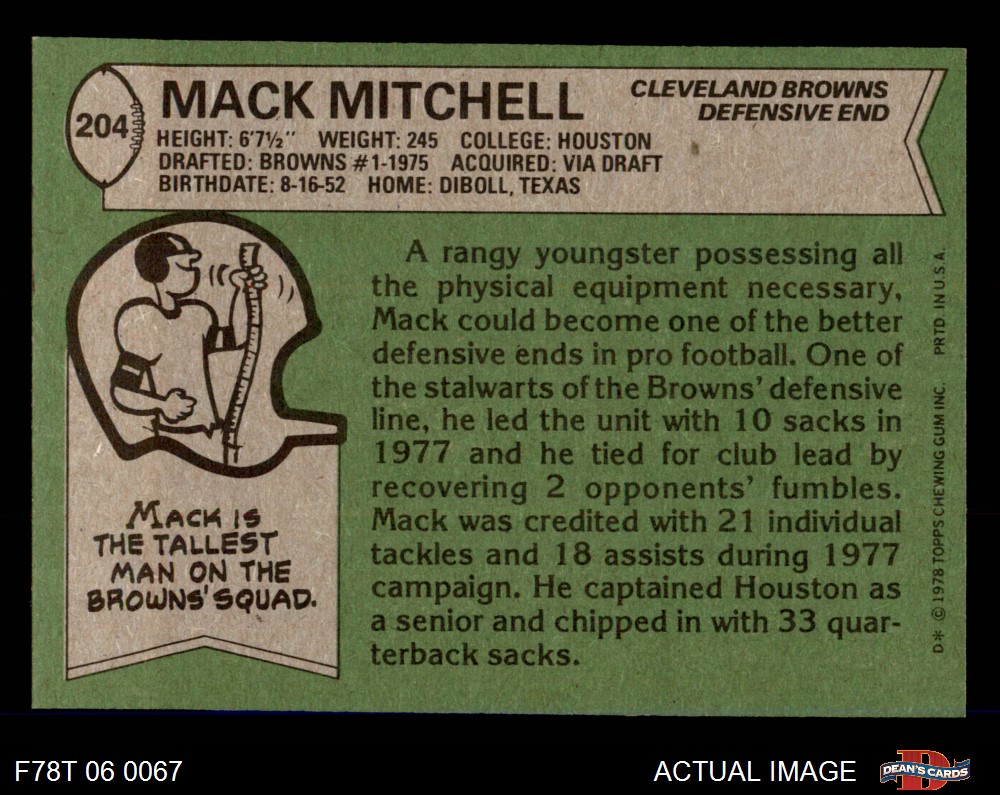 204
MACK MITCHELL
CLEVELAND BROWNS
DEFENSIVE END
HEIGHT: 6'7½" WEIGHT: 245 COLLEGE: HOUSTON
DRAFTED: BROWNS #1-1975 ACQUIRED: VIA DRAFT
BIRTHDATE: 8-16-52 HOME: DIBOLL, TEXAS
A rangy youngster possessing all
the physical equipment necessary,
Mack could become one of the better
defensive ends in pro football. One of
the stalwarts of the Browns' defensive
line, he led the unit with 10 sacks in
1977 and he tied for club lead by
recovering 2 opponents' fumbles.
Mack was credited with 21 individual
tackles and 18 assists during 1977
campaign. He captained Houston as
a senior and chipped in with 33 quar-
terback sacks.
MACK IS
THE TALLEST
MAN ON THE
BROWNS' SQUAD.
D* © 1978 TOPPS CHEWING GUM INC. PRTD. IN U.S.A.
F78T 06 0067
ACTUAL IMAGE
D
DEAN'S CARDS